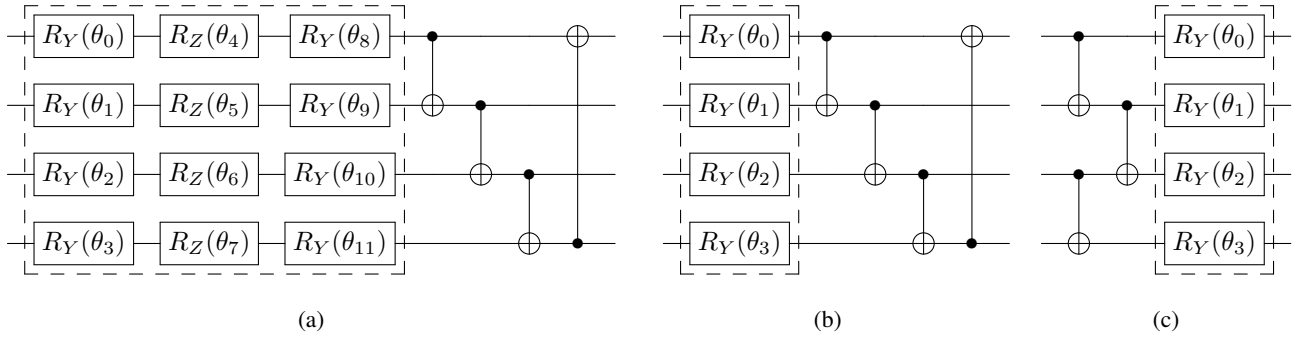 R_Y(θ_0) R_Z(θ_4) R_Y(θ_8) R_Y(θ_0) R_Y(θ_0)
R_Y(θ_1) R_Z(θ_5) R_Y(θ_9) R_Y(θ_1) R_Y(θ_1)
R_Y(θ_2) R_Z(θ_6) R_Y(θ_10) R_Y(θ_2) R_Y(θ_2)
R_Y(θ_3) R_Z(θ_7) R_Y(θ_11) R_Y(θ_3) R_Y(θ_3)
(a) (b) (c)